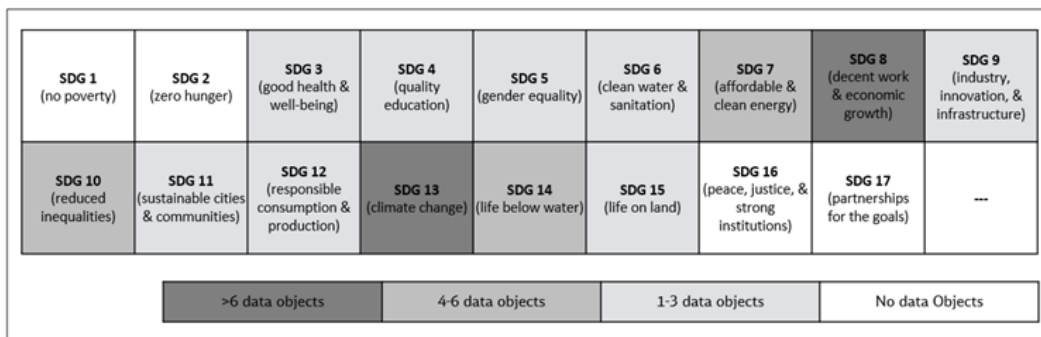 SDG 1
(no poverty)
SDG 2
(zero hunger)
SDG 3
(good health &
well-being)
SDG 4
(quality
education)
SDG 5
(gender equality)
SDG 6
(clean water &
sanitation)
SDG 7
(affordable &
clean energy)
SDG 8
(decent work
& economic
growth)
SDG 9
(industry,
innovation, &
infrastructure)
SDG 10
(reduced
inequalities)
SDG 11
(sustainable cities
& communities)
SDG 12
(responsible
consumption &
production)
SDG 13
(climate change)
SDG 14
(life below water)
SDG 15
(life on land)
SDG 16
(peace, justice, &
strong
institutions)
SDG 17
(partnerships
for the goals)
---
>6 data objects
4-6 data objects
1-3 data objects
No data Objects